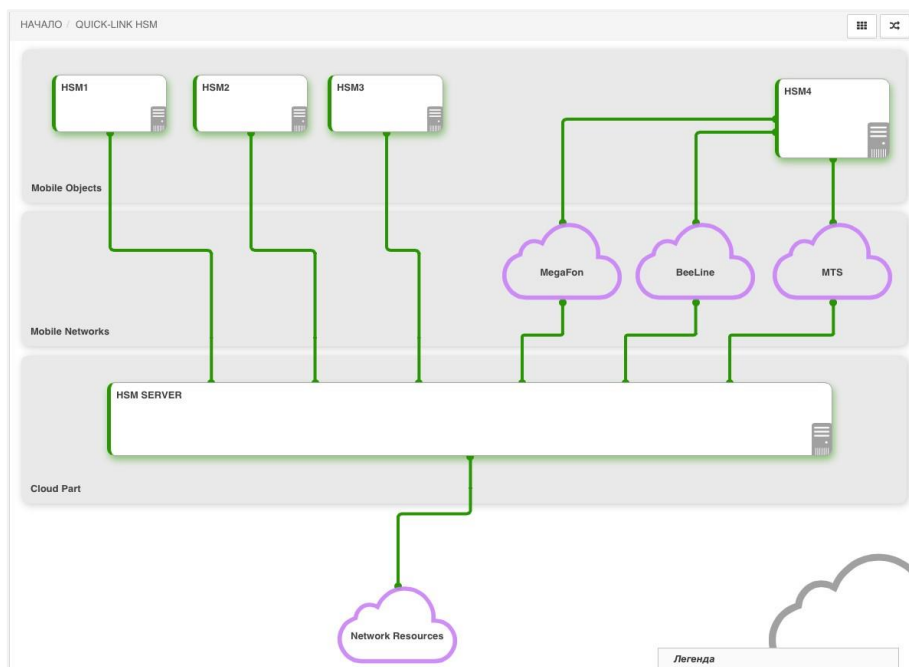 НАЧАЛО / QUICK-LINK HSM
HSM1
HSM2
HSM3
HSM4
Mobile Objects
MegaFon
BeeLine
MTS
Mobile Networks
HSM SERVER
Cloud Part
Network Resources
Легенда